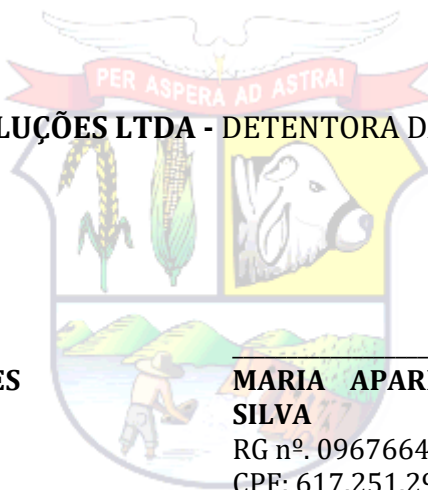 PER ASPERA AD ASTRA!
LUÇÕES LTDA - DETENTORA D
ES
MARIA APAR
SILVA
RG nº. 0967664
CPF: 617.251.29